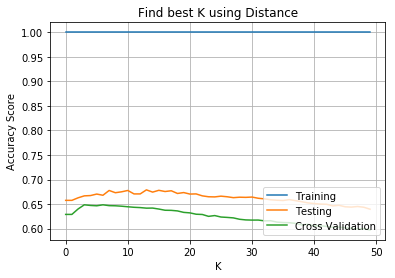 Find best K using Distance
1.00
0.95
0.90
0.85
0.80
0.75
0.70
0.65
0.60
Accuracy Score
Training
Testing
Cross Validation
0 10 20 30 40 50
K